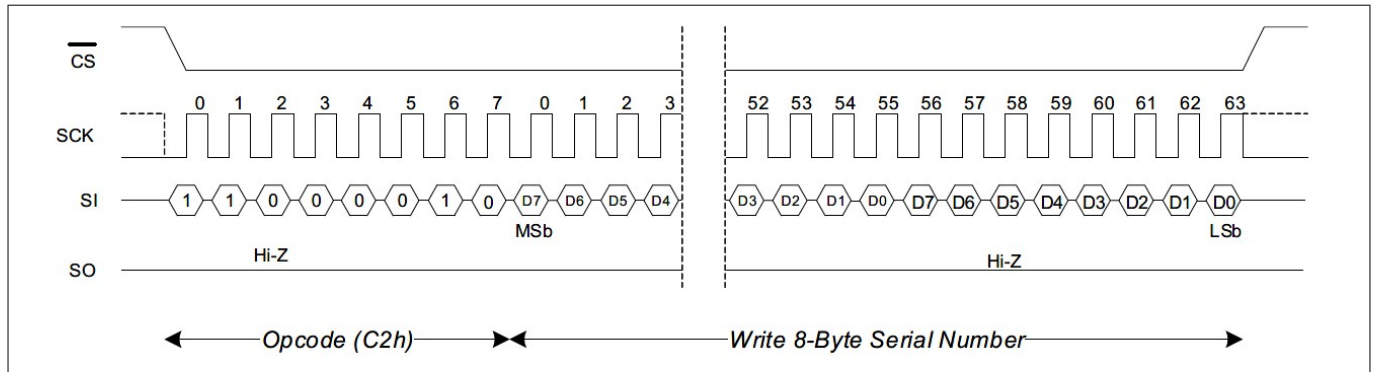 CS
0 1 2 3 4 5 6 7 0 1 2 3 52 53 54 55 56 57 58 59 60 61 62 63
SCK
SI 1 1 0 0 0 0 1 0 D7 D6 D5 D4 D3 D2 D1 D0 D7 D6 D5 D4 D3 D2 D1 D0
MSb LSb
Hi-Z Hi-Z
SO
Opcode (C2h) Write 8-Byte Serial Number